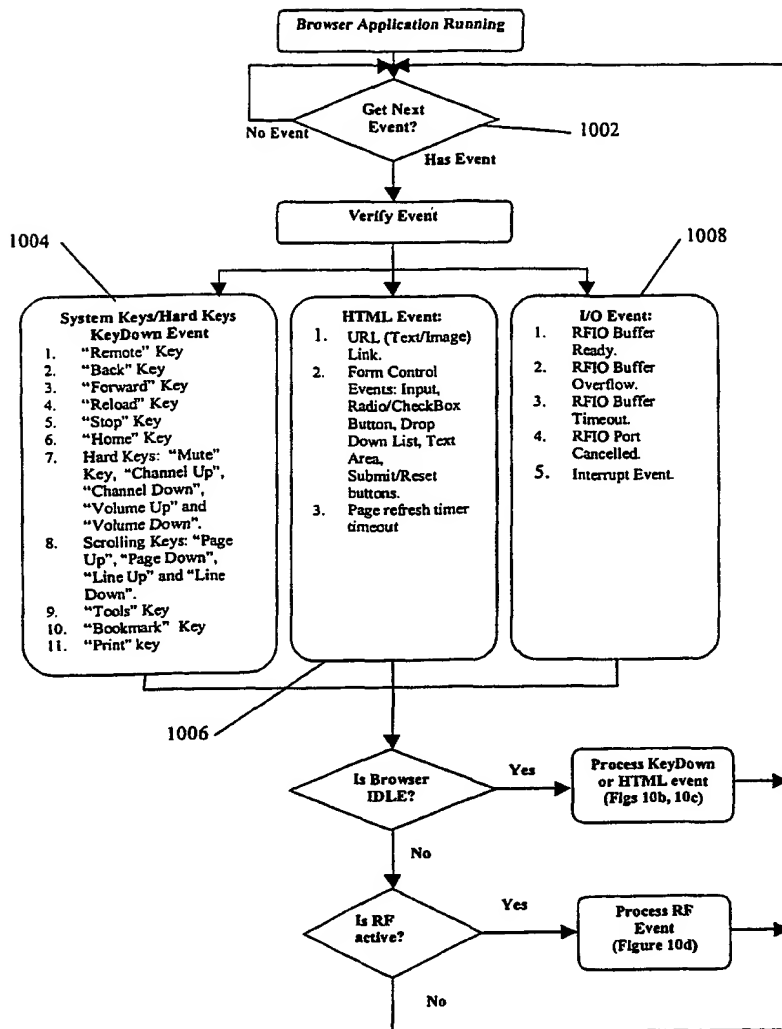 Browser Application Running
Get Next
Event?
No Event
1002
Has Event
Verify Event
1004
1008
System Keys/Hard Keys
KeyDown Event
1. "Remote" Key
2. "Back" Key
3. "Forward" Key
4. "Reload" Key
5. "Stop" Key
6. "Home" Key
7. Hard Keys: "Mute"
Key, "Channel Up",
"Channel Down",
"Volume Up" and
"Volume Down".
8. Scrolling Keys: "Page
Up", "Page Down",
"Line Up" and "Line
Down".
9. "Tools" Key
10. "Bookmark" Key
11. "Print" key
HTML Event:
1. URL (Text/Image)
Link.
2. Form Control
Events: Input,
Radio/CheckBox
Button, Drop
Down List, Text
Area,
Submit/Reset
buttons.
3. Page refresh timer
timeout
I/O Event:
1. RFIO Buffer
Ready.
2. RFIO Buffer
Overflow.
3. RFIO Buffer
Timeout.
4. RFIO Port
Cancelled.
5. Interrupt Event.
1006
Is Browser
IDLE?
Yes
Process KeyDown
or HTML event
(Figs 10b, 10c)
No
Is RF
active?
Yes
Process RF
Event
(Figure 10d)
No